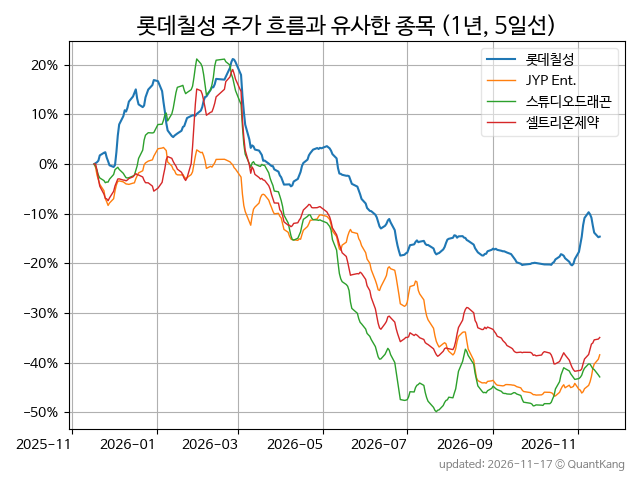 롯데칠성 주가 흐름과 유사한 종목 (1년, 5일선)
롯데칠성
JYP Ent.
스튜디오드래곤
셀트리온제약
20%
10%
0%
−10%
−20%
−30%
−40%
−50%
2025−11
2026−01
2026−03
2026−05
2026−07
2026−09
2026−11
updated: 2026-11-17 © QuantKang